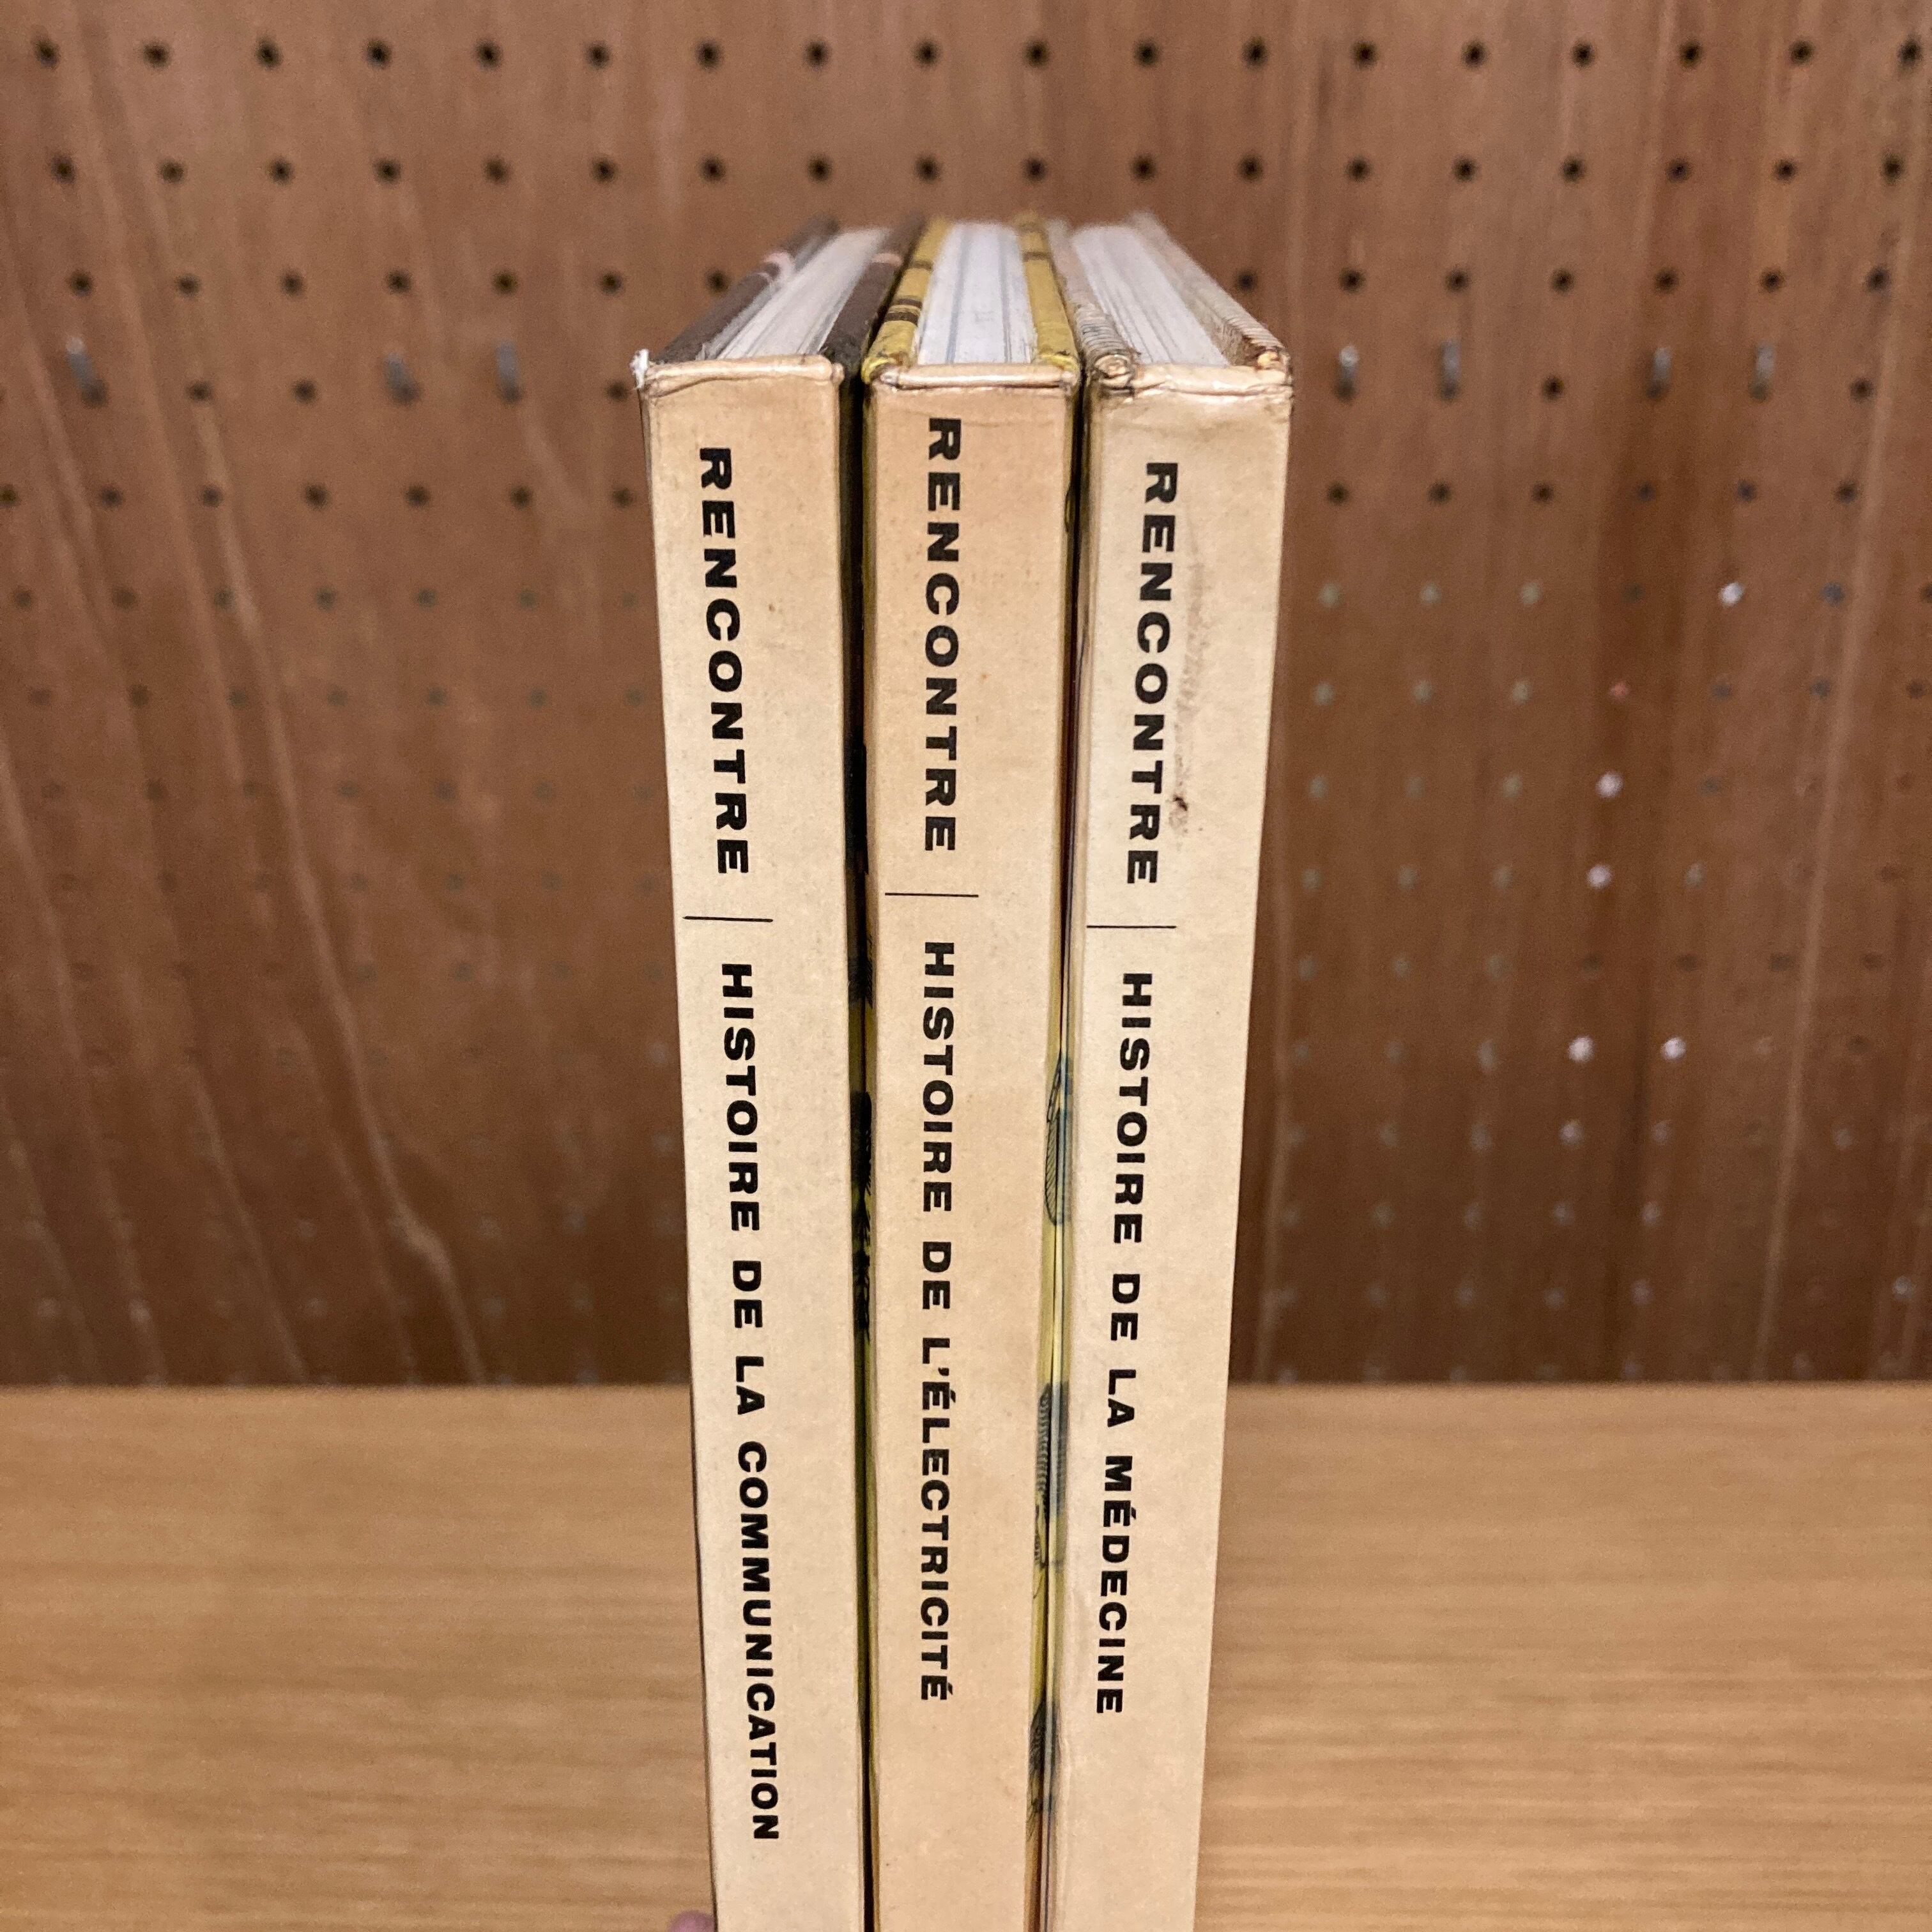 RENCONTRE | HISTOIRE DE LA COMMUNICATION
RENCONTRE | HISTOIRE DE L'ÉLECTRICITÉ
RENCONTRE | HISTOIRE DE LA MÉDECINE